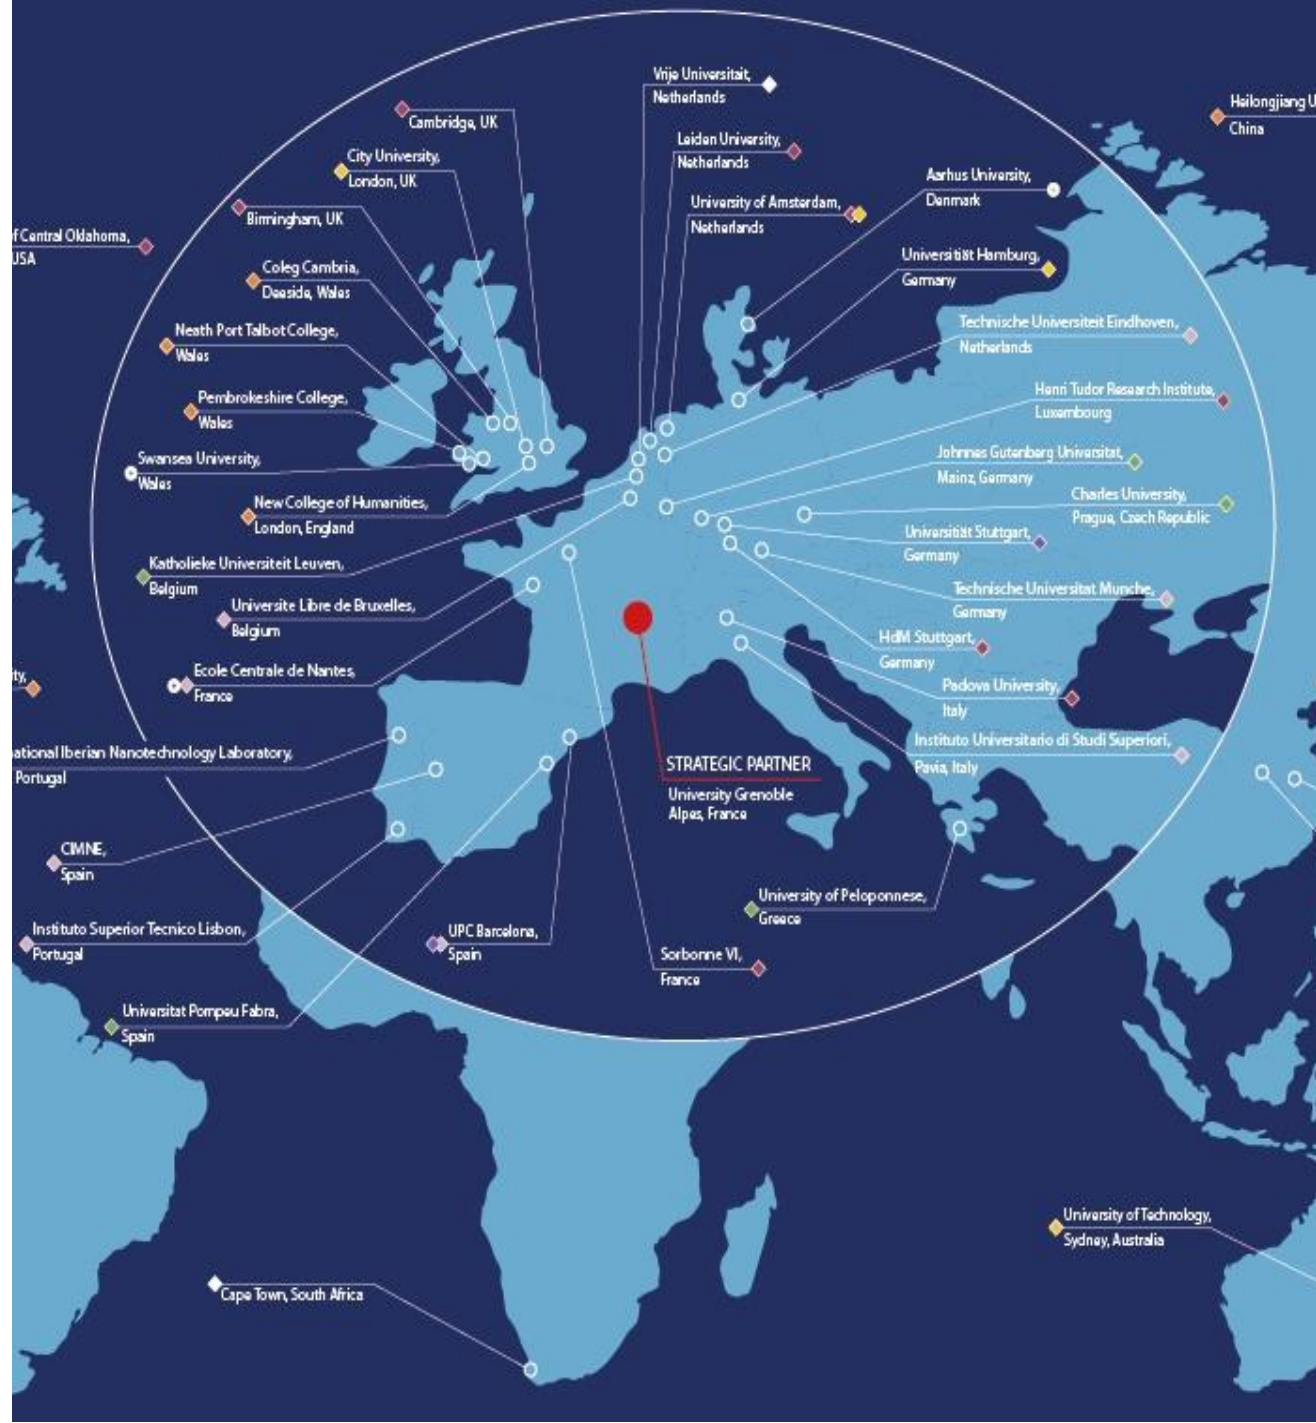 Vrije Universitait,
Netherlands
Cambridge, UK
Heilongjiang U
China
Leiden University,
Netherlands
City University,
London, UK
Aarhus University,
Denmark
University of Amsterdam,
Netherlands
Birmingham, UK
of Central Oklahoma,
USA
Universitiät Hamburg,
Germany
Coleg Cambria,
Deeside, Wales
Technische Universiteit Eindhoven,
Netherlands
Neath Port Talbot College,
Wales
Henri Tudor Research Institute,
Luxembourg
Pembrokeshire College,
Wales
Johnnes Gutenberg Universitat,
Mainz, Germany
Swansea University,
Wales
Charles University,
Prague, Czech Republic
New College of Humanities,
London, England
Universitiät Stuttgart,
Germany
Katholieke Universiteit Leuven,
Belgium
Technische Universitat Munche,
Germany
Universite Libre de Bruxelles,
Belgium
HdM Stuttgart,
Germany
Ecole Centrale de Nantes,
France
ity,
Padova University,
Italy
national Iberian Nanotechnology Laboratory,
Portugal
Instituto Universitario di Studi Superiori,
Pavia, Italy
STRATEGIC PARTNER
University Grenoble
Alpes, France
CIMNE,
Spain
University of Peloponnese,
Greece
Instituto Superior Tecnico Lisbon,
Portugal
UPC Barcelona,
Spain
Sorbonne VI,
France
Universitat Pompeu Fabra,
Spain
University of Technology,
Sydney, Australia
Cape Town, South Africa